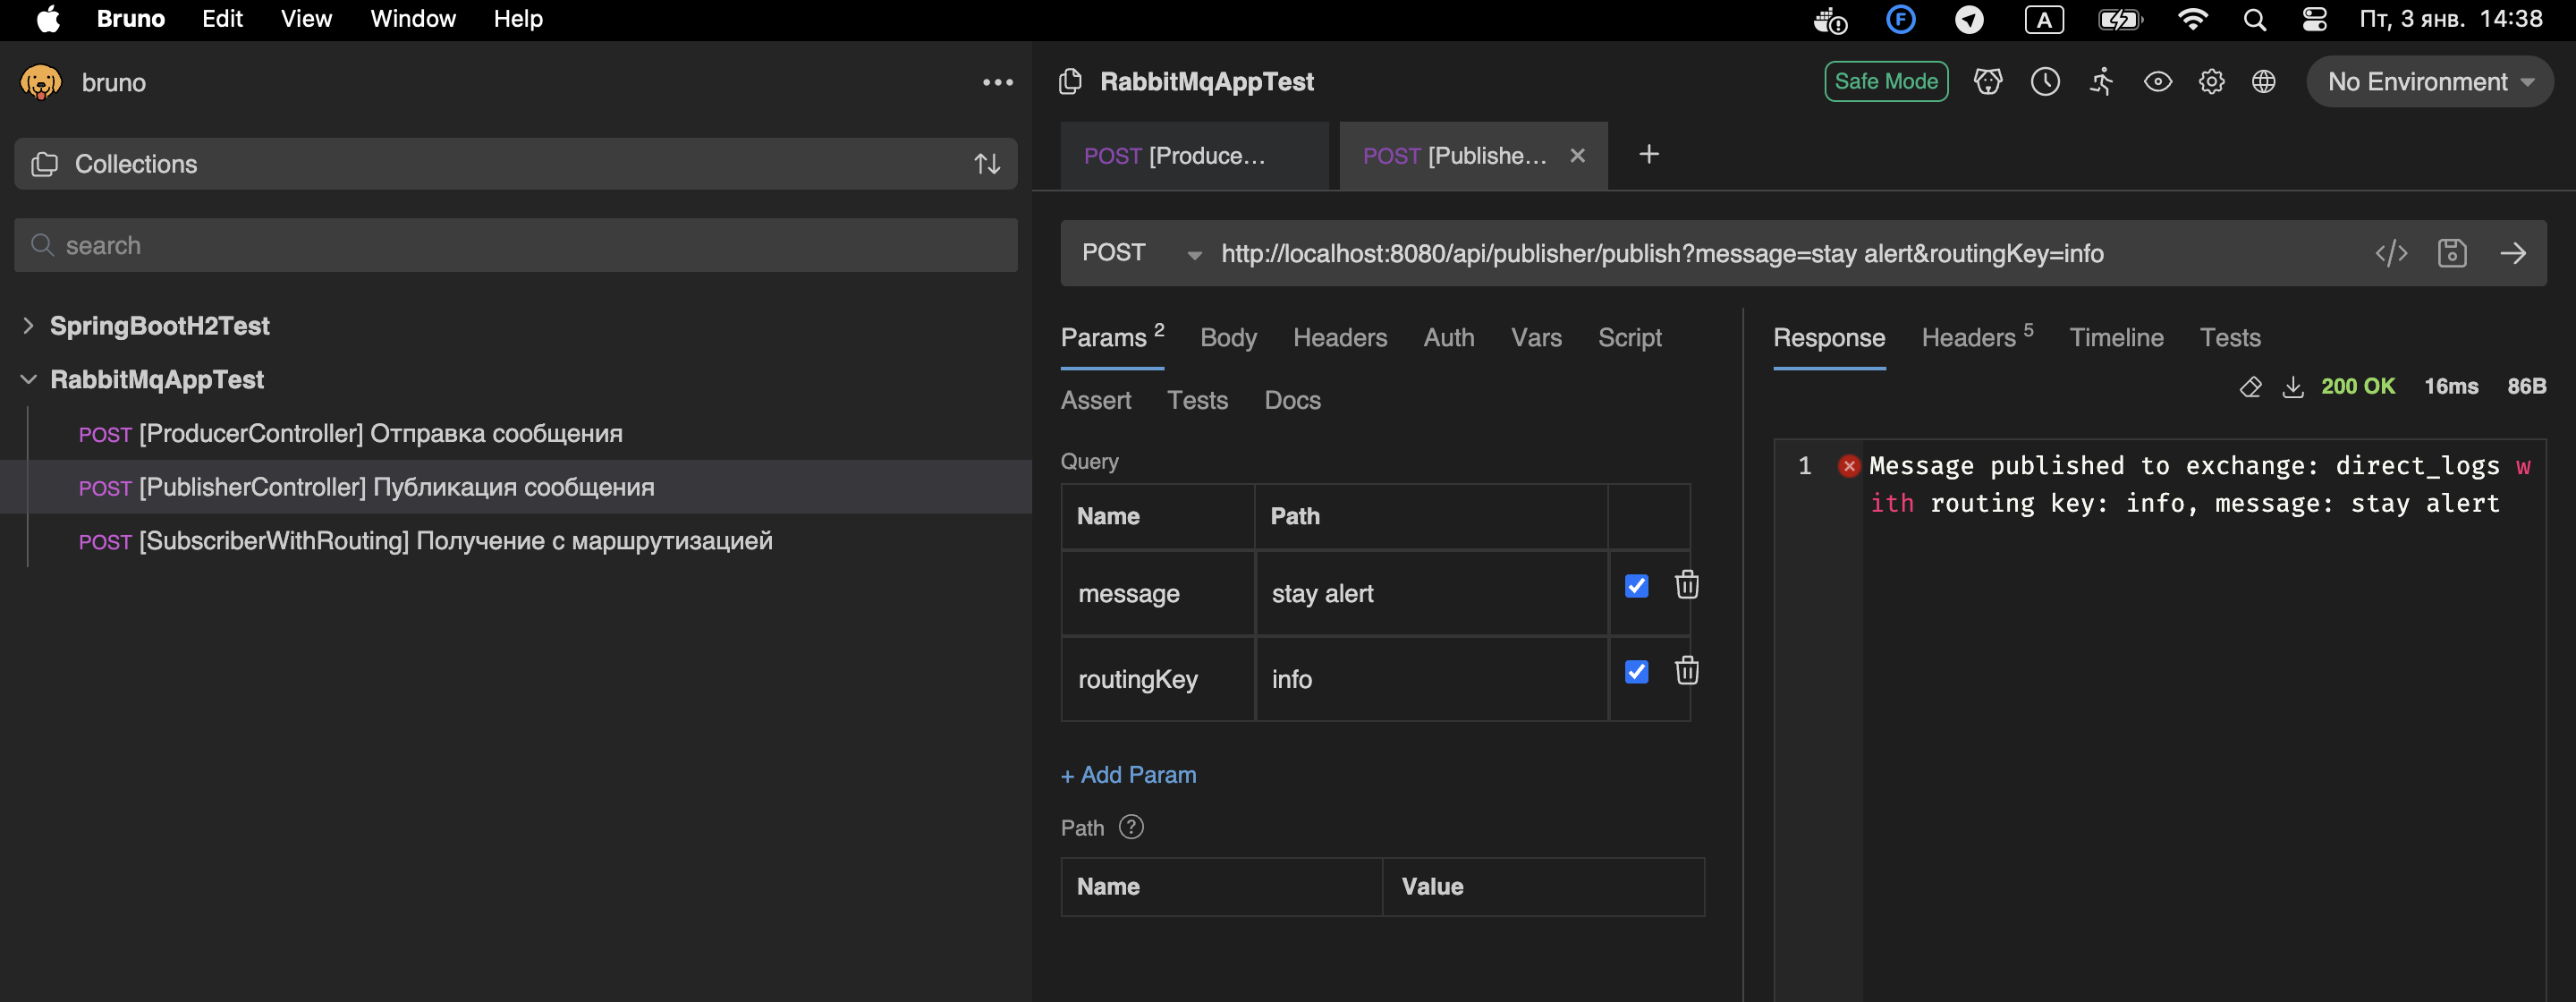 Bruno Edit View Window Help A Пт, 3 янв. 14:38
bruno
RabbitMqAppTest Safe Mode No Environment
Collections
POST [Produce... POST [Publishe...
search
POST http://localhost:8080/api/publisher/publish?message=stay alert&routingKey=info
SpringBootH2Test
RabbitMqAppTest
POST [ProducerController] Отправка сообщения
POST [PublisherController] Публикация сообщения
POST [SubscriberWithRouting] Получение с маршрутизацией
Params 2 Body Headers Auth Vars Script
Assert Tests Docs
Query
Name Path
message stay alert
routingKey info
+ Add Param
Path ?
Name Value
Response Headers 5 Timeline Tests
200 OK 16ms 86B
1 Message published to exchange: direct_logs w
ith routing key: info, message: stay alert